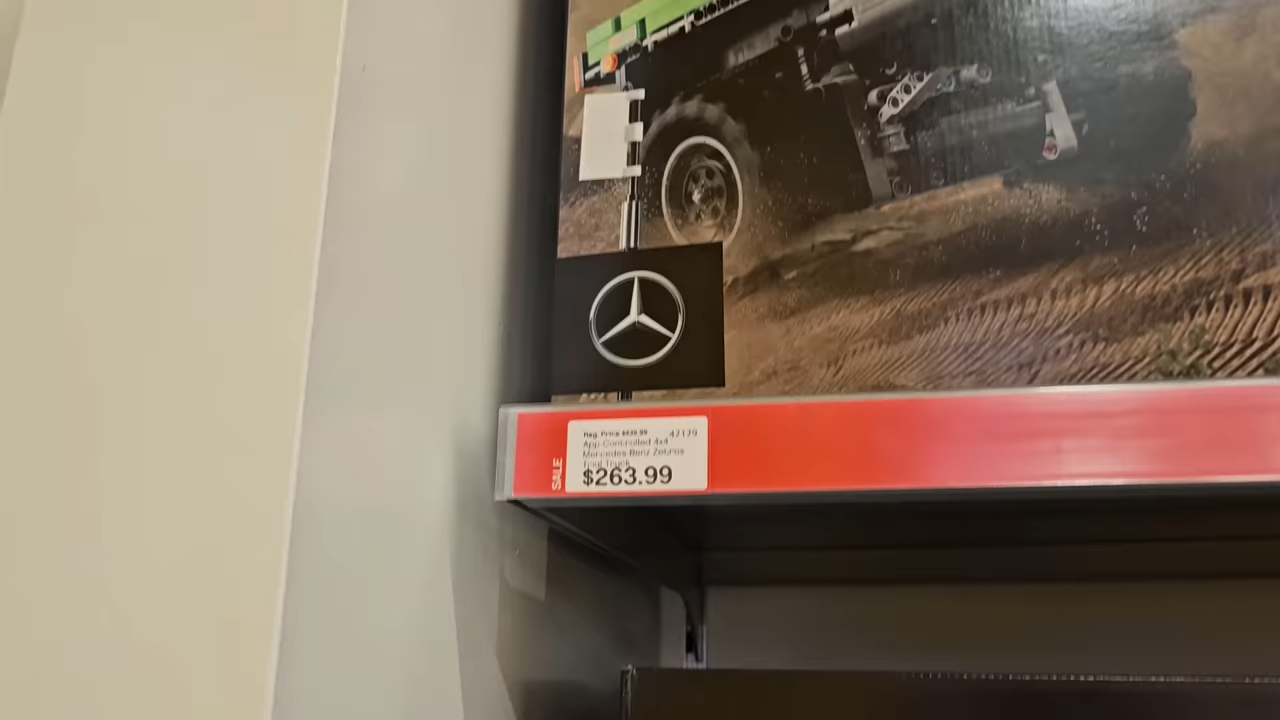 Reg. Price $439.99 42129
App Controlled 4x4
Mercedes-Benz Zetros
Trial Truck
$263.99
SALE